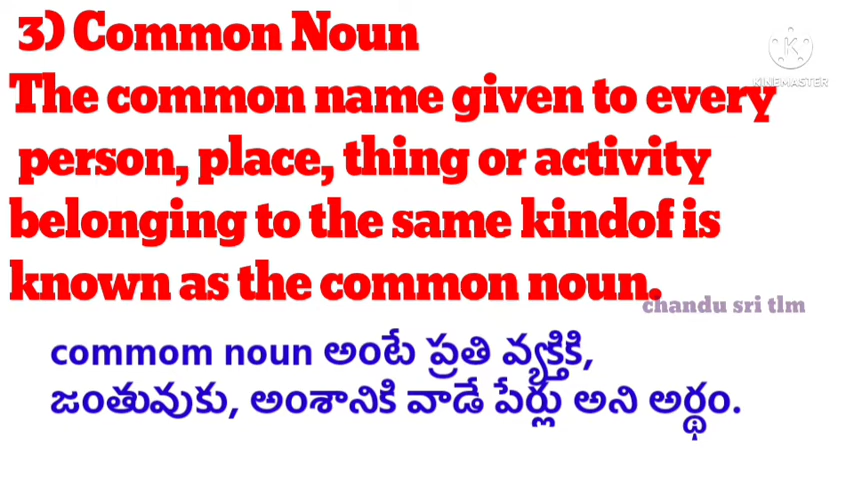 3) Common Noun
KINEMASTER
The common name given to every
person, place, thing or activity
belonging to the same kindof is
known as the common noun.
chandu sri tlm
commom noun అంటే ప్రతి వ్యక్తికి,
జంతువుకు, అంశానికి వాడే పేర్లు అని అర్థం.